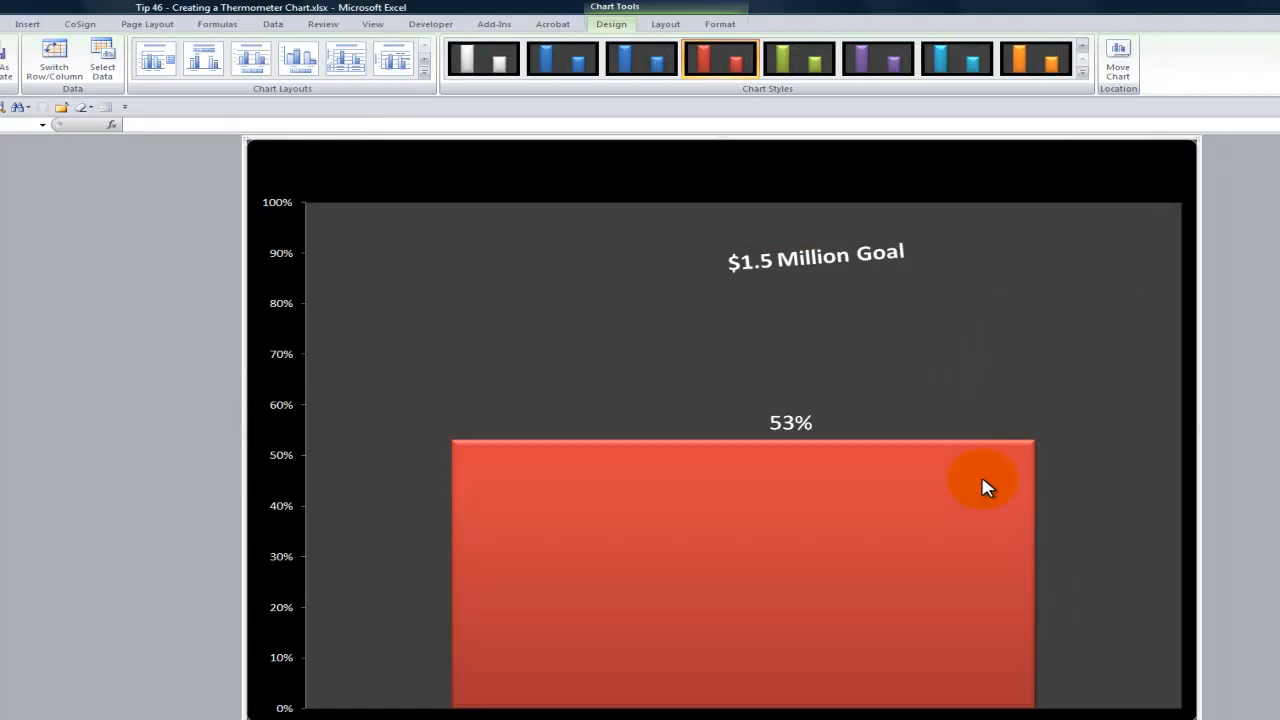 Tip 46 - Creating a Thermometer Chart.xlsx - Microsoft Excel
Chart Tools
Insert CoSign Page Layout Formulas Data Review View Developer Add-Ins Acrobat Design Layout Format
As
Switch Row/Column
Select Data
Move Chart
Data Chart Layouts Chart Styles Location
fx
100%
90%
$1.5 Million Goal
80%
70%
60%
53%
50%
40%
30%
20%
10%
0%